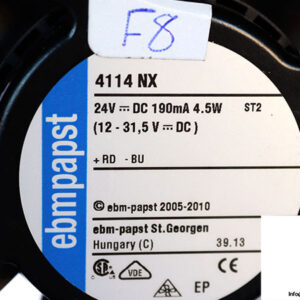 F8
ebmpapst
4114 NX
24V ⎓ DC 190mA 4.5W ST2
(12 - 31,5 V ⎓ DC )
+ RD - BU
© ebm-papst 2005-2010
ebm-papst St.Georgen
Hungary (C) 39.13
VDE
EP
CE